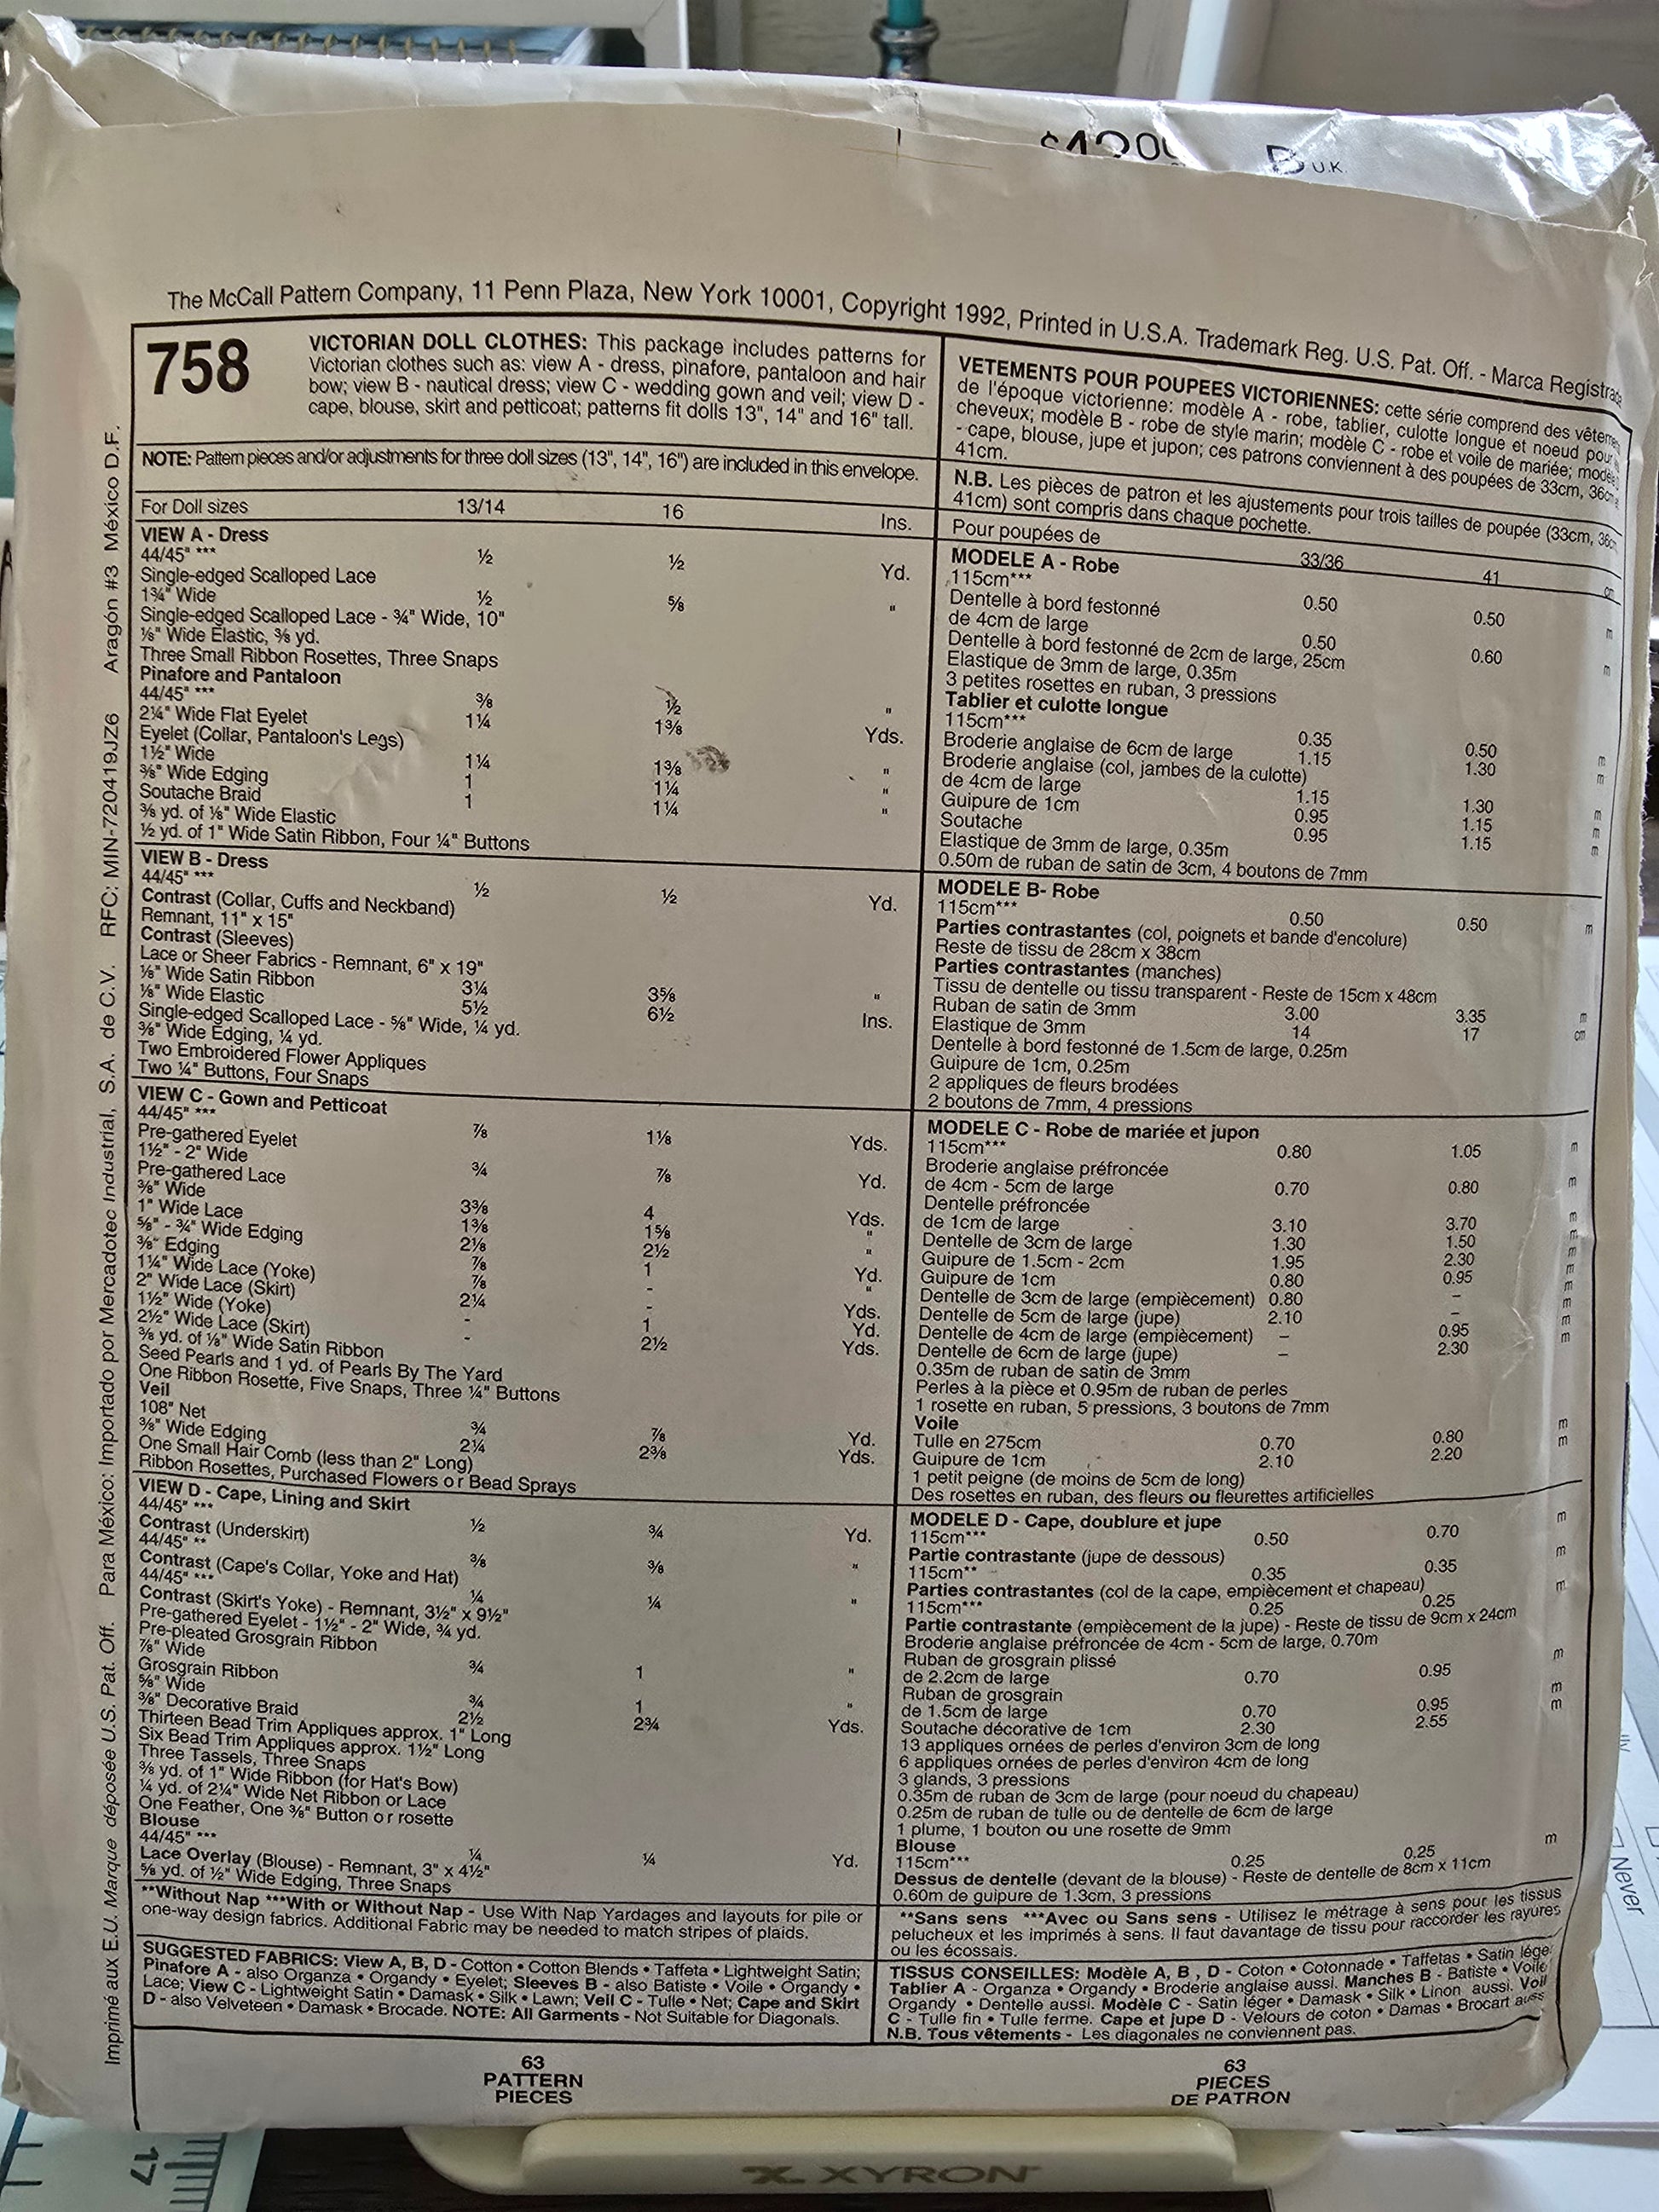 U.K.
The McCall Pattern Company, 11 Penn Plaza, New York 10001, Copyright 1992, Printed in U.S.A. Trademark Reg. U.S. Pat. Off. - Marca
758
VICTORIAN DOLL CLOTHES: This package includes patterns for
Victorian clothes such as: view A - dress, pinafore, pantaloon and hair
bow; view B - nautical dress; view C - wedding gown and veil; view D -
cape, blouse, skirt and petticoat; patterns fit dolls 13", 14" and 16" tall.
NOTE: Pattern pieces and/or adjustments for three doll sizes (13", 14", 16") are included in this envelope.
For Doll sizes 13/14 16 Ins.
VIEW A - Dress
44/45" *** ½ ½ Yd.
Single-edged Scalloped Lace
1¾" Wide ½ ⅝ "
Single-edged Scalloped Lace - ¾" Wide, 10"
⅛" Wide Elastic, ⅜ yd.
Three Small Ribbon Rosettes, Three Snaps
Pinafore and Pantaloon
44/45" *** ⅜ ½ "
2¼" Wide Flat Eyelet 1¼ 1⅜ Yds.
Eyelet (Collar, Pantaloon's Legs)
1½" Wide 1¼ 1⅜ "
⅜" Wide Edging 1 1¼ "
Soutache Braid 1 1¼ "
⅜ yd. of ⅛" Wide Elastic
½ yd. of 1" Wide Satin Ribbon, Four ¼" Buttons
VIEW B - Dress
44/45" *** ½ ½ Yd.
Contrast (Collar, Cuffs and Neckband)
Remnant, 11" x 15"
Contrast (Sleeves)
Lace or Sheer Fabrics - Remnant, 6" x 19"
⅛" Wide Satin Ribbon 3¼ 3⅝ "
⅛" Wide Elastic 5½ 6½ Ins.
Single-edged Scalloped Lace - ⅝" Wide, ¼ yd.
⅜" Wide Edging, ¼ yd.
Two Embroidered Flower Appliques
Two ¼" Buttons, Four Snaps
VIEW C - Gown and Petticoat
44/45" *** ⅞ 1⅛ Yds.
Pre-gathered Eyelet
1½" - 2" Wide ¾ ⅞ Yd.
Pre-gathered Lace
⅜" Wide 3⅜ 4 Yds.
1" Wide Lace 1⅜ 1⅝ "
⅝" - ¾" Wide Edging 2⅛ 2½ "
⅜" Edging ⅞ 1 Yd.
1¼" Wide Lace (Yoke) ⅞ - "
2" Wide Lace (Skirt) 2¼ - Yds.
1½" Wide (Yoke) - 1 Yd.
2½" Wide Lace (Skirt) - 2½ Yds.
⅜ yd. of ⅛" Wide Satin Ribbon
Seed Pearls and 1 yd. of Pearls By The Yard
One Ribbon Rosette, Five Snaps, Three ¼" Buttons
Veil
108" Net ¾ ⅞ Yd.
⅜" Wide Edging 2¼ 2⅜ Yds.
One Small Hair Comb (less than 2" Long)
Ribbon Rosettes, Purchased Flowers or Bead Sprays
VIEW D - Cape, Lining and Skirt
44/45" *** ½ ¾ Yd.
Contrast (Underskirt)
44/45" ** ⅜ ⅜ "
Contrast (Cape's Collar, Yoke and Hat)
44/45" *** ¼ ¼ "
Contrast (Skirt's Yoke) - Remnant, 3½" x 9½"
Pre-gathered Eyelet - 1½" - 2" Wide, ¾ yd.
Pre-pleated Grosgrain Ribbon
⅞" Wide ¾ 1 "
Grosgrain Ribbon
⅝" Wide ¾ 1 "
⅜" Decorative Braid 2½ 2¾ Yds.
Thirteen Bead Trim Appliques approx. 1" Long
Six Bead Trim Appliques approx. 1½" Long
Three Tassels, Three Snaps
⅜ yd. of 1" Wide Ribbon (for Hat's Bow)
¼ yd. of 2¼" Wide Net Ribbon or Lace
One Feather, One ⅜" Button or rosette
Blouse
44/45" *** ¼ ¼ Yd.
Lace Overlay (Blouse) - Remnant, 3" x 4½"
⅝ yd. of ½" Wide Edging, Three Snaps
**Without Nap ***With or Without Nap - Use With Nap Yardages and layouts for pile or
one-way design fabrics. Additional Fabric may be needed to match stripes of plaids.
SUGGESTED FABRICS: View A, B, D - Cotton • Cotton Blends • Taffeta • Lightweight Satin;
Pinafore A - also Organza • Organdy • Eyelet; Sleeves B - also Batiste • Voile • Organdy •
Lace; View C - Lightweight Satin • Damask • Silk • Lawn; Veil C - Tulle • Net; Cape and Skirt
D - also Velveteen • Damask • Brocade. NOTE: All Garments - Not Suitable for Diagonals.
63
PATTERN
PIECES
VETEMENTS POUR POUPEES VICTORIENNES: cette série comprend des
de l'époque victorienne: modèle A - robe, tablier, culotte longue et noeud pour
cheveux; modèle B - robe de style marin; modèle C - robe et voile de mariée;
- cape, blouse, jupe et jupon; ces patrons conviennent à des poupées de 33cm, 36cm
41cm.
N.B. Les pièces de patron et les ajustements pour trois tailles de poupée (33cm, 36cm
41cm) sont compris dans chaque pochette.
Pour poupées de 33/36 41 cm
MODELE A - Robe
115cm*** 0.50 0.50 m
Dentelle à bord festonné
de 4cm de large 0.50 0.60 m
Dentelle à bord festonné de 2cm de large, 25cm
Elastique de 3mm de large, 0.35m
3 petites rosettes en ruban, 3 pressions
Tablier et culotte longue
115cm*** 0.35 0.50 m
Broderie anglaise de 6cm de large 1.15 1.30 m
Broderie anglaise (col, jambes de la culotte)
de 4cm de large 1.15 1.30 m
Guipure de 1cm 0.95 1.15 m
Soutache 0.95 1.15 m
Elastique de 3mm de large, 0.35m
0.50m de ruban de satin de 3cm, 4 boutons de 7mm
MODELE B- Robe
115cm*** 0.50 0.50 m
Parties contrastantes (col, poignets et bande d'encolure)
Reste de tissu de 28cm x 38cm
Parties contrastantes (manches)
Tissu de dentelle ou tissu transparent - Reste de 15cm x 48cm
Ruban de satin de 3mm 3.00 3.35 m
Elastique de 3mm 14 17 cm
Dentelle à bord festonné de 1.5cm de large, 0.25m
Guipure de 1cm, 0.25m
2 appliques de fleurs brodées
2 boutons de 7mm, 4 pressions
MODELE C - Robe de mariée et jupon
115cm*** 0.80 1.05 m
Broderie anglaise préfroncée
de 4cm - 5cm de large 0.70 0.80 m
Dentelle préfroncée
de 1cm de large 3.10 3.70 m
Dentelle de 3cm de large 1.30 1.50 m
Guipure de 1.5cm - 2cm 1.95 2.30 m
Guipure de 1cm 0.80 0.95 m
Dentelle de 3cm de large (empiècement) 0.80 – m
Dentelle de 5cm de large (jupe) 2.10 – m
Dentelle de 4cm de large (empiècement) – 0.95 m
Dentelle de 6cm de large (jupe) – 2.30 m
0.35m de ruban de satin de 3mm
Perles à la pièce et 0.95m de ruban de perles
1 rosette en ruban, 5 pressions, 3 boutons de 7mm
Voile
Tulle en 275cm 0.70 0.80 m
Guipure de 1cm 2.10 2.20 m
1 petit peigne (de moins de 5cm de long)
Des rosettes en ruban, des fleurs ou fleurettes artificielles
MODELE D - Cape, doublure et jupe
115cm*** 0.50 0.70 m
Partie contrastante (jupe de dessous)
115cm** 0.35 0.35 m
Parties contrastantes (col de la cape, empiècement et chapeau)
115cm*** 0.25 0.25 m
Partie contrastante (empiècement de la jupe) - Reste de tissu de 9cm x 24cm
Broderie anglaise préfroncée de 4cm - 5cm de large, 0.70m
Ruban de grosgrain plissé
de 2.2cm de large 0.70 0.95 m
Ruban de grosgrain
de 1.5cm de large 0.70 0.95 m
Soutache décorative de 1cm 2.30 2.55 m
13 appliques ornées de perles d'environ 3cm de long
6 appliques ornées de perles d'environ 4cm de long
3 glands, 3 pressions
0.35m de ruban de 3cm de large (pour noeud du chapeau)
0.25m de ruban de tulle ou de dentelle de 6cm de large
1 plume, 1 bouton ou une rosette de 9mm
Blouse
115cm*** 0.25 0.25 m
Dessus de dentelle (devant de la blouse) - Reste de dentelle de 8cm x 11cm
0.60m de guipure de 1.3cm, 3 pressions
**Sans sens ***Avec ou Sans sens - Utilisez le métrage à sens pour les tissus
pelucheux et les imprimés à sens. Il faut davantage de tissu pour raccorder les rayures
ou les écossais.
TISSUS CONSEILLES: Modèle A, B , D - Coton • Cotonnade • Taffetas • Satin léger
Tablier A - Organza • Organdy • Broderie anglaise aussi. Manches B - Batiste • Voile
Organdy • Dentelle aussi. Modèle C - Satin léger • Damask • Silk • Linon aussi. Voil
C - Tulle fin • Tulle ferme. Cape et jupe D - Velours de coton • Damas • Brocart aussi
N.B. Tous vêtements - Les diagonales ne conviennent pas.
63
PIECES
DE PATRON
Imprimé aux E.U. Marque déposée U.S. Pat. Off. Para México: Importado por Mercadotec Industrial, S.A. de C.V. RFC: MIN-720419JZ6 Aragón #3 México D.F.
XYRON
17
Never